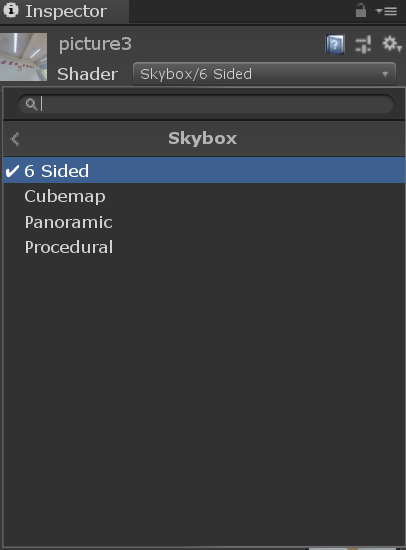 Inspector
picture3
Shader Skybox/6 Sided
Skybox
6 Sided
Cubemap
Panoramic
Procedural